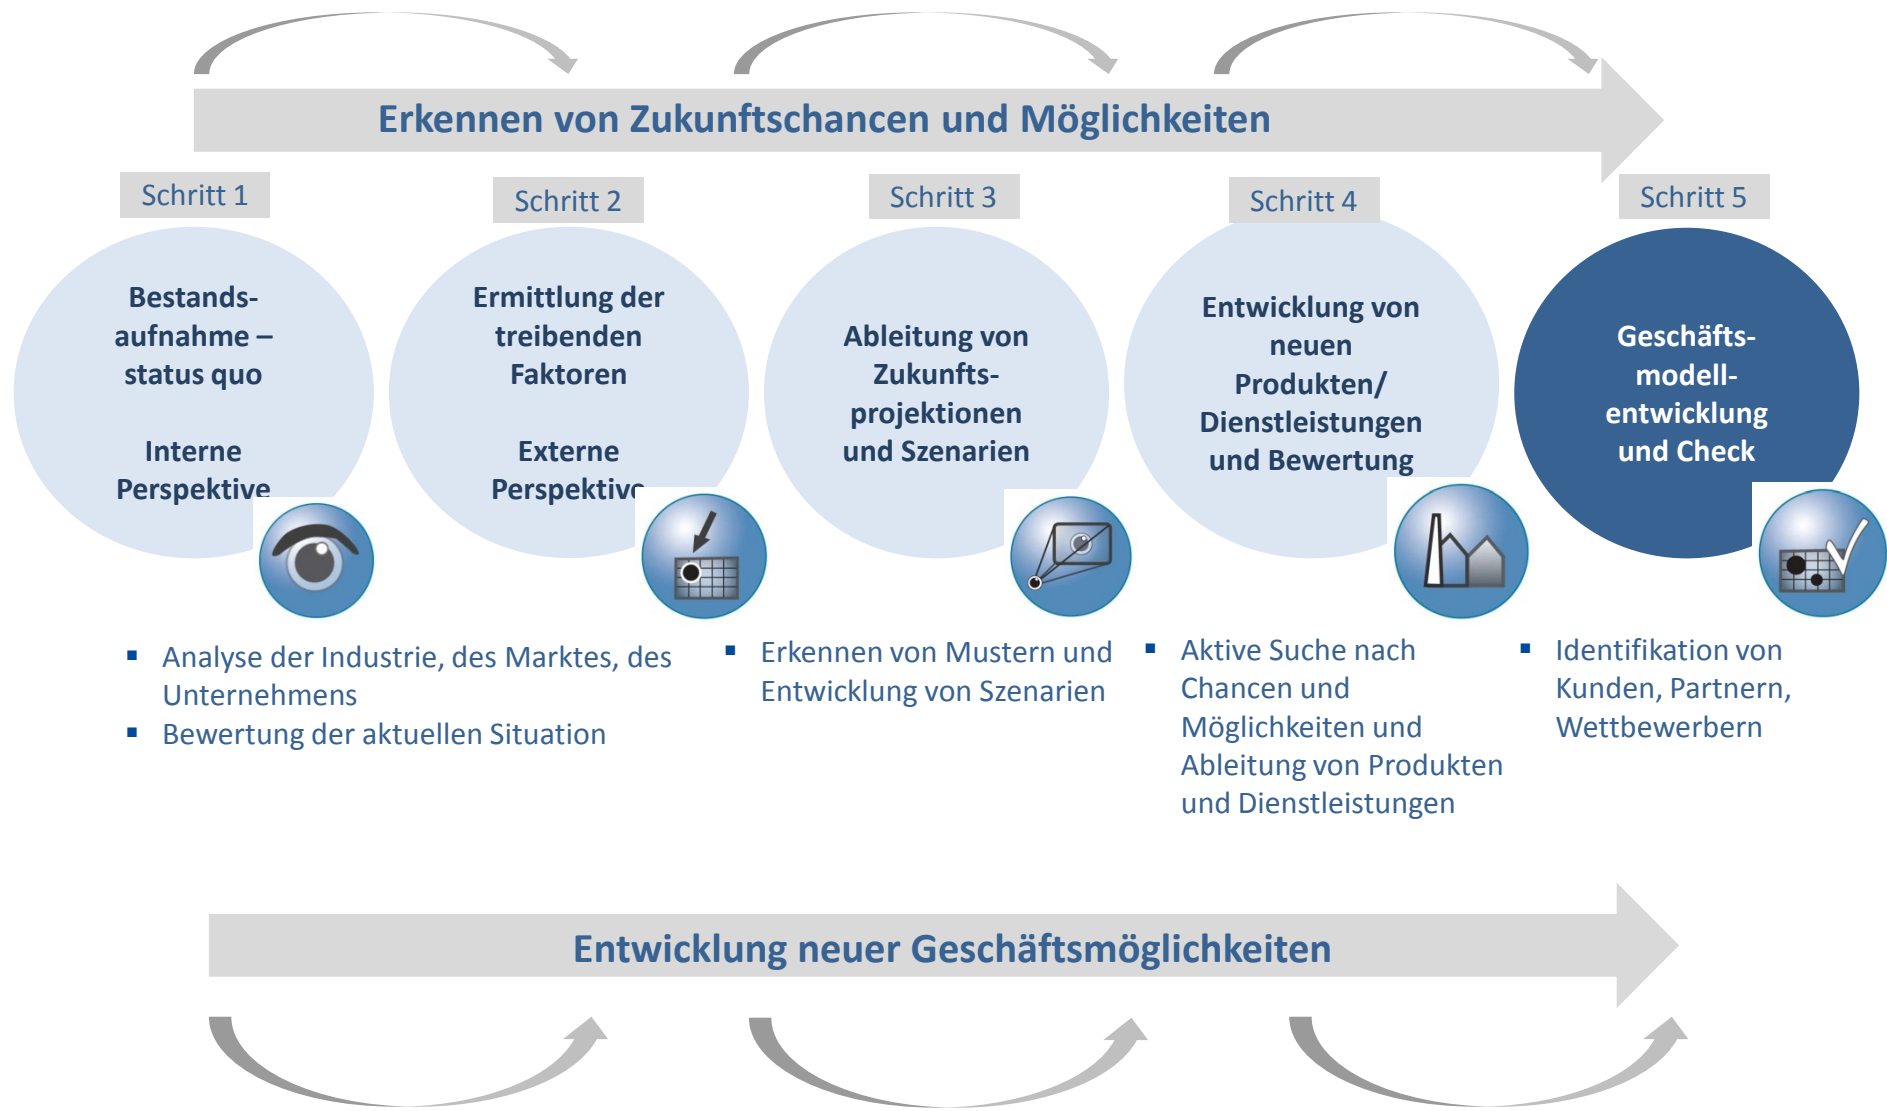 Erkennen von Zukunftschancen und Möglichkeiten
Schritt 1
Bestands-
aufnahme –
status quo
Interne
Perspektive
Schritt 2
Ermittlung der
treibenden
Faktoren
Externe
Perspektive
Schritt 3
Ableitung von
Zukunfts-
projektionen
und Szenarien
Schritt 4
Entwicklung von
neuen
Produkten/
Dienstleistungen
und Bewertung
Schritt 5
Geschäfts-
modell-
entwicklung
und Check
▪ Analyse der Industrie, des Marktes, des
Unternehmens
▪ Bewertung der aktuellen Situation
▪ Erkennen von Mustern und
Entwicklung von Szenarien
▪ Aktive Suche nach
Chancen und
Möglichkeiten und
Ableitung von Produkten
und Dienstleistungen
▪ Identifikation von
Kunden, Partnern,
Wettbewerbern
Entwicklung neuer Geschäftsmöglichkeiten